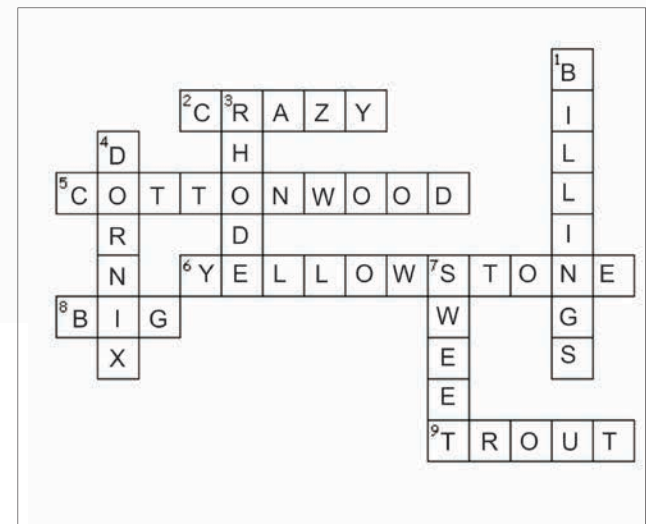 1B
2C 3R A Z Y I
4D H L
5C O T T O N W O O D L
R D I
N 6Y E L L O W 7S T O N E
8B I G W G
X E S
E
9T R O U T